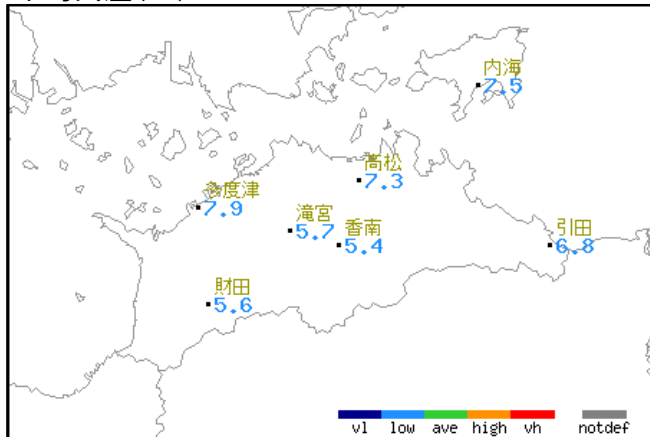 内海
7.5
高松
7.3
多度津
7.9
滝宮
5.7
香南
5.4
引田
6.8
財田
5.6
vl low ave high vh notdef